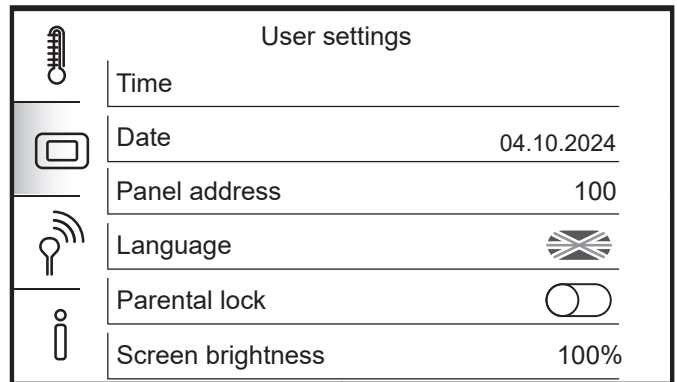 User settings
Time
Date 04.10.2024
Panel address 100
Language
Parental lock
Screen brightness 100%